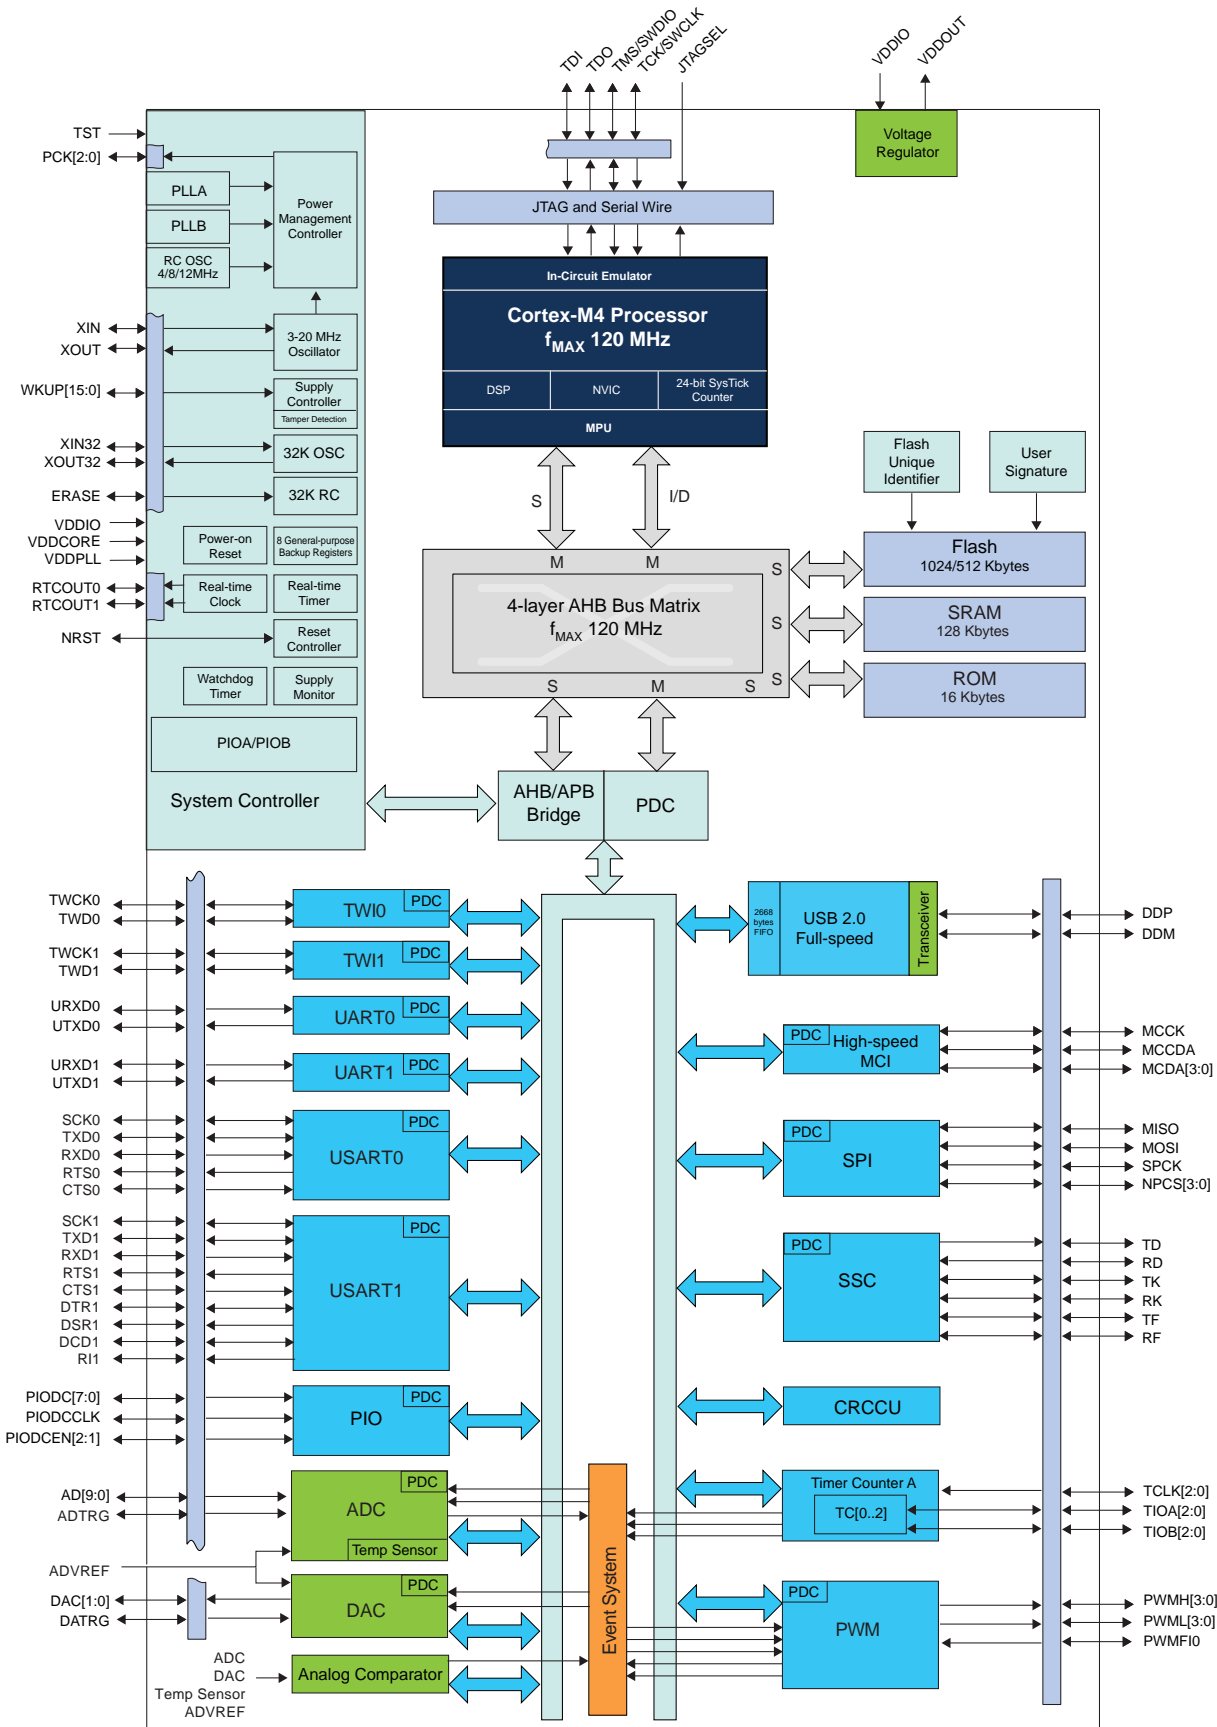 TDI
TDO
TMS/SWDIO
TCK/SWCLK
JTAGSEL
VDDIO
VDDOUT
TST
PCK[2:0]
PLLA
PLLB
RC OSC
4/8/12MHz
Power
Management
Controller
XIN
XOUT
3-20 MHz
Oscillator
WKUP[15:0]
Supply
Controller
Tamper Detection
XIN32
XOUT32
32K OSC
ERASE
32K RC
VDDIO
VDDCORE
VDDPLL
Power-on
Reset
8 General-purpose
Backup Registers
RTCOUT0
RTCOUT1
Real-time
Clock
Real-time
Timer
NRST
Reset
Controller
Watchdog
Timer
Supply
Monitor
PIOA/PIOB
System Controller
Voltage
Regulator
JTAG and Serial Wire
In-Circuit Emulator
Cortex-M4 Processor
fMAX 120 MHz
DSP
NVIC
24-bit SysTick
Counter
MPU
S
I/D
Flash
Unique
Identifier
User
Signature
M
M
S
Flash
1024/512 Kbytes
4-layer AHB Bus Matrix
fMAX 120 MHz
S
SRAM
128 Kbytes
S
M
S
S
ROM
16 Kbytes
AHB/APB
Bridge
PDC
TWCK0
TWD0
PDC
TWI0
TWCK1
TWD1
PDC
TWI1
URXD0
UTXD0
PDC
UART0
URXD1
UTXD1
PDC
UART1
SCK0
TXD0
RXD0
RTS0
CTS0
PDC
USART0
SCK1
TXD1
RXD1
RTS1
CTS1
DTR1
DSR1
DCD1
RI1
PDC
USART1
PIODC[7:0]
PIODCCLK
PIODCEN[2:1]
PDC
PIO
AD[9:0]
ADTRG
PDC
ADC
Temp Sensor
ADVREF
DAC[1:0]
DATRG
PDC
DAC
ADC
DAC
Temp Sensor
ADVREF
Analog Comparator
Event System
2668
bytes
FIFO
USB 2.0
Full-speed
Transceiver
DDP
DDM
PDC
High-speed
MCI
MCCK
MCCDA
MCDA[3:0]
PDC
SPI
MISO
MOSI
SPCK
NPCS[3:0]
PDC
SSC
TD
RD
TK
RK
TF
RF
CRCCU
Timer Counter A
TC[0..2]
TCLK[2:0]
TIOA[2:0]
TIOB[2:0]
PDC
PWM
PWMH[3:0]
PWML[3:0]
PWMFI0